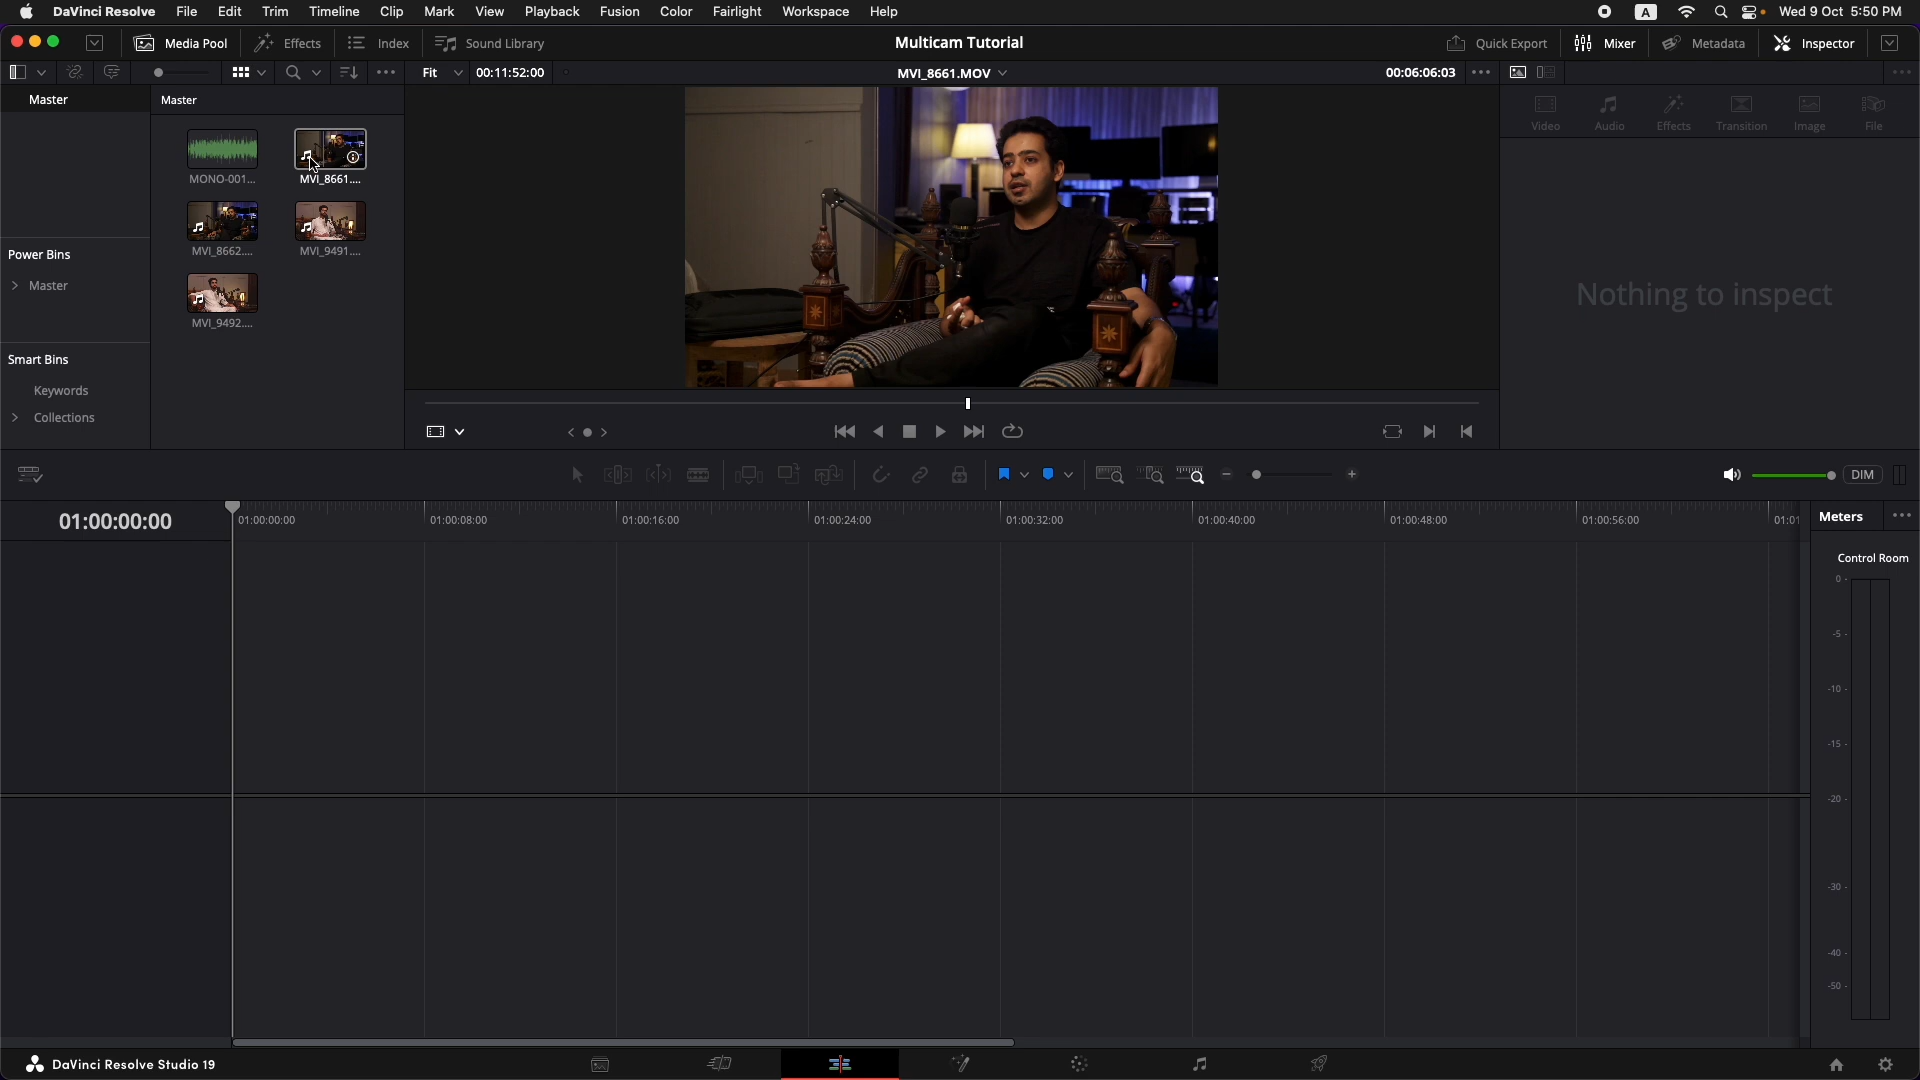 DaVinci Resolve File Edit Trim Timeline Clip Mark View Playback Fusion Color Fairlight Workspace Help A Wed 9 Oct 5:50 PM
Media Pool Effects Index Sound Library Multicam Tutorial Quick Export Mixer Metadata Inspector
Fit 00:11:52:00 MVI_8661.MOV 00:06:06:03
Master Master
Video Audio Effects Transition Image File
MONO-001... MVI_8661....
MVI_8662.... MVI_9491....
MVI_9492....
Power Bins
Master
Smart Bins
Keywords
Collections
Nothing to inspect
DIM
01:00:00:00 01:00:00:00 01:00:08:00 01:00:16:00 01:00:24:00 01:00:32:00 01:00:40:00 01:00:48:00 01:00:56:00 01:01
Meters
Control Room
0
-5
-10
-15
-20
-30
-40
-50
DaVinci Resolve Studio 19